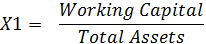 X1 = Working Capital / Total Assets